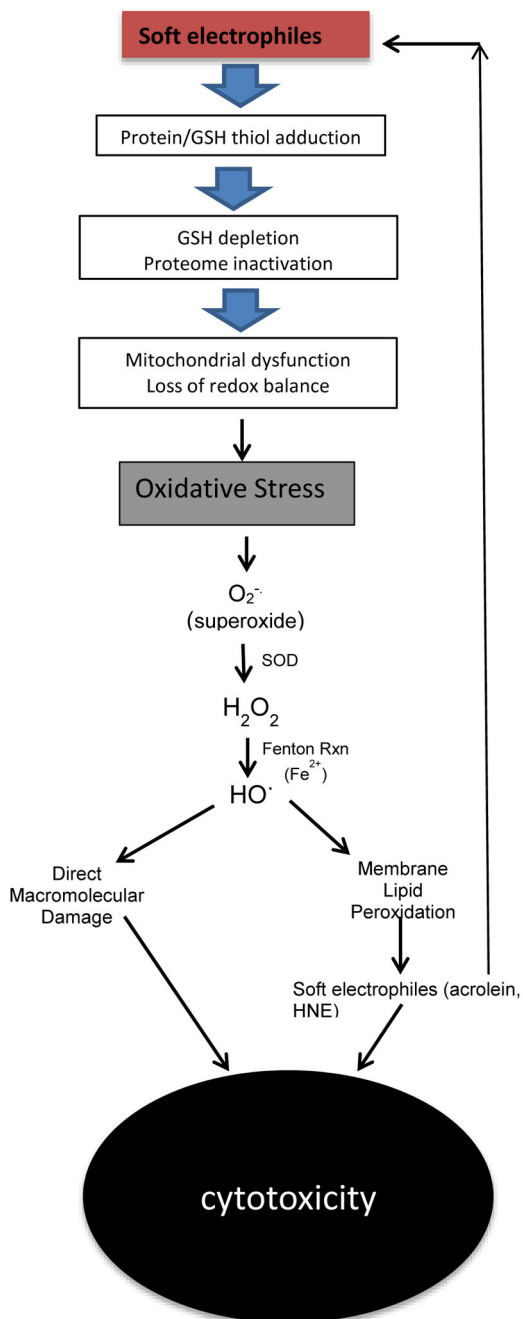 Soft electrophiles
Protein/GSH thiol adduction
GSH depletion
Proteome inactivation
Mitochondrial dysfunction
Loss of redox balance
Oxidative Stress
O₂⁻·
(superoxide)
SOD
H₂O₂
Fenton Rxn
(Fe²⁺)
HO·
Direct
Macromolecular
Damage
Membrane
Lipid
Peroxidation
Soft electrophiles (acrolein,
HNE)
cytotoxicity